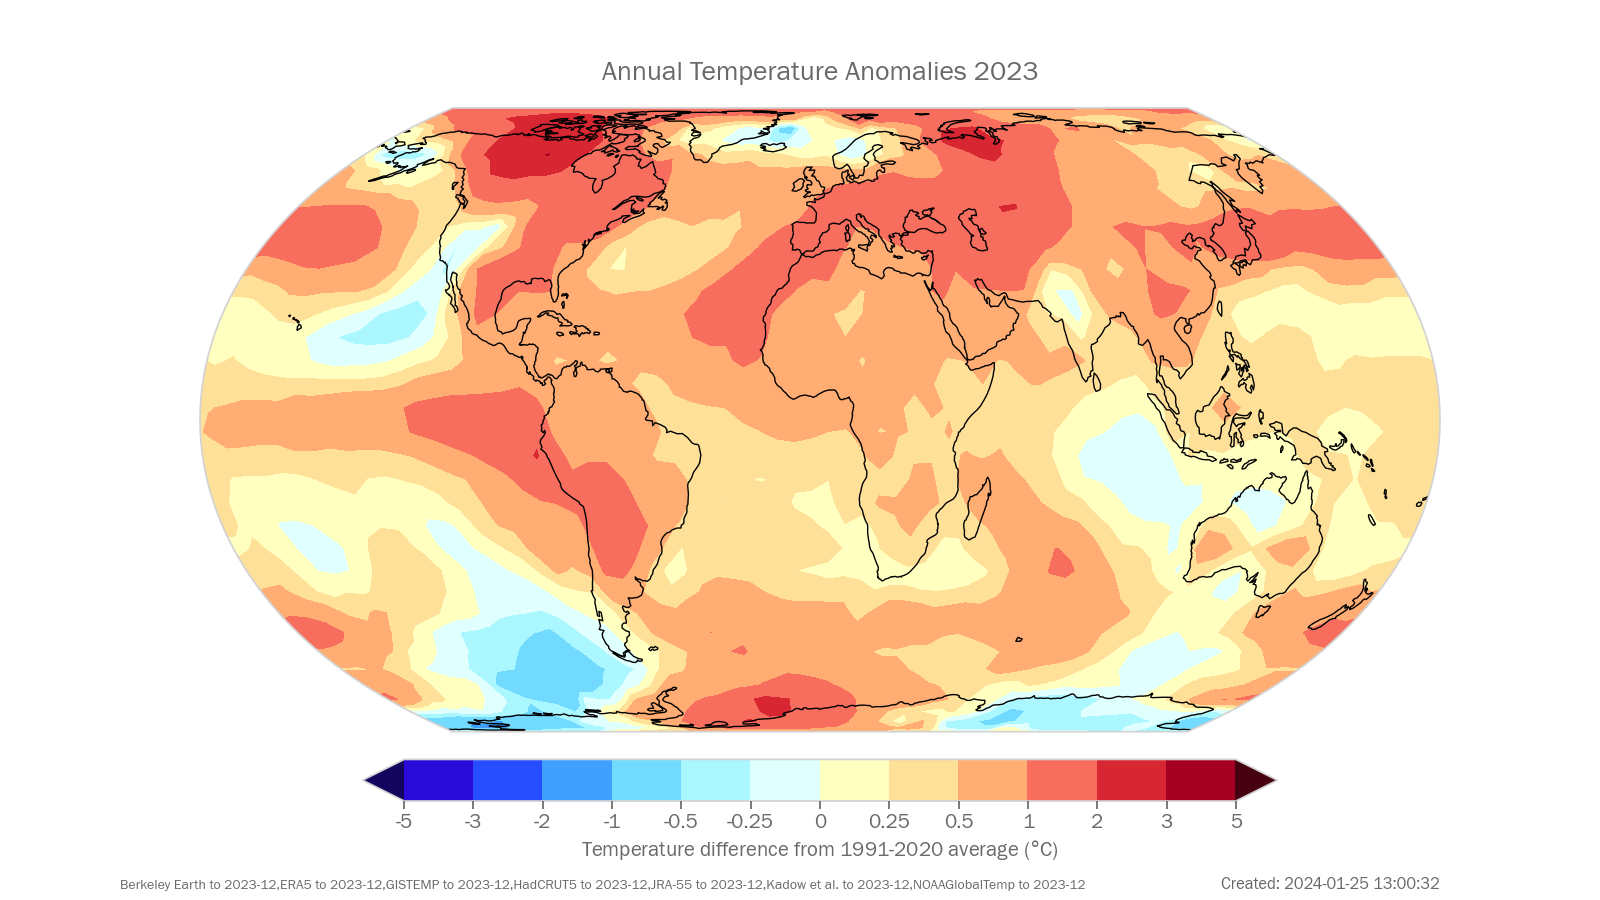 Annual Temperature Anomalies 2023
-5 -3 -2 -1 -0.5 -0.25 0 0.25 0.5 1 2 3 5
Temperature difference from 1991-2020 average (°C)
Berkeley Earth to 2023-12,ERA5 to 2023-12,GISTEMP to 2023-12,HadCRUT5 to 2023-12,JRA-55 to 2023-12,Kadow et al. to 2023-12,NOAAGlobalTemp to 2023-12
Created: 2024-01-25 13:00:32